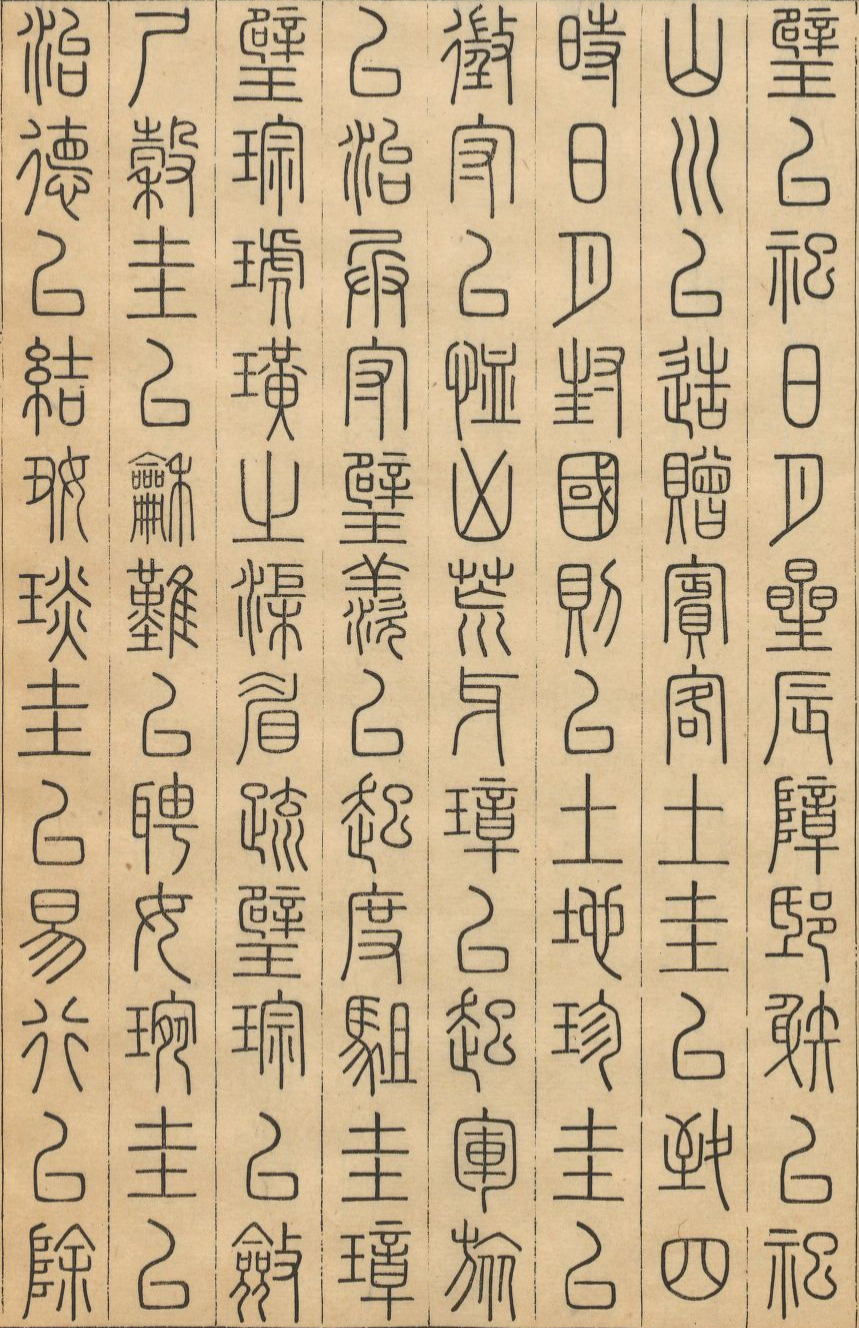 璧以祀日月星辰障邸射以祀
山川以造贈賓客土圭以致四
時日月封國則以土地珍圭以
徵守以恤凶荒牙璋以起軍旅
以治兵守璧羨以起度駔圭璋
璧琮琥璜之渠眉疏璧琮以斂
尸穀圭以龢難以聘女琬圭以
治德以結好琰圭以易行以除